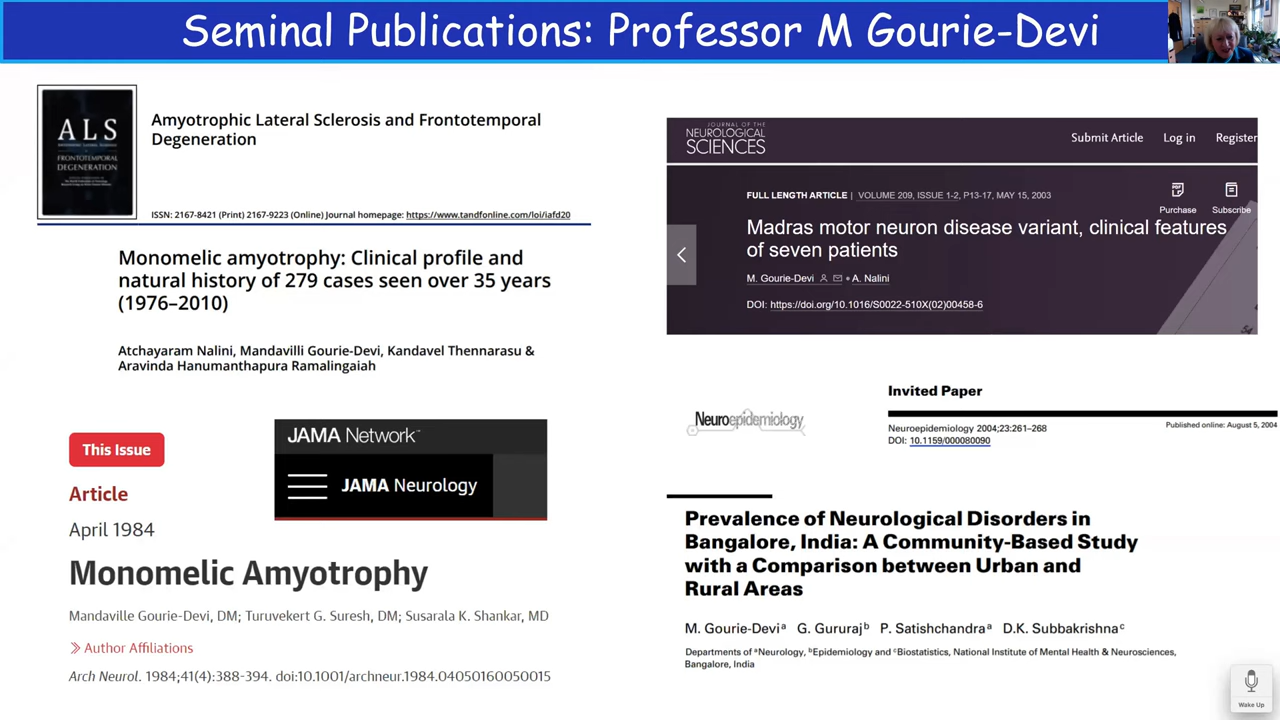 Seminal Publications: Professor M Gourie-Devi
ALS
FRONTOTEMPORAL
DEGENERATION
Amyotrophic Lateral Sclerosis and Frontotemporal
Degeneration
ISSN: 2167-8421 (Print) 2167-9223 (Online) Journal homepage: https://www.tandfonline.com/loi/iafd20
Monomelic amyotrophy: Clinical profile and
natural history of 279 cases seen over 35 years
(1976–2010)
Atchayaram Nalini, Mandavilli Gourie-Devi, Kandavel Thennarasu &
Aravinda Hanumanthapura Ramalingaiah
This Issue
Article
April 1984
JAMA Network™
JAMA Neurology
Monomelic Amyotrophy
Mandaville Gourie-Devi, DM; Turuvekert G. Suresh, DM; Susarala K. Shankar, MD
Author Affiliations
Arch Neurol. 1984;41(4):388-394. doi:10.1001/archneur.1984.04050160050015
JOURNAL OF THE
NEUROLOGICAL
SCIENCES
Submit Article Log in Register
FULL LENGTH ARTICLE | VOLUME 209, ISSUE 1-2, P13-17, MAY 15, 2003
Purchase Subscribe
Madras motor neuron disease variant, clinical features
of seven patients
M. Gourie-Devi • A. Nalini
DOI: https://doi.org/10.1016/S0022-510X(02)00458-6
Invited Paper
Neuroepidemiology
Neuroepidemiology 2004;23:261–268
DOI: 10.1159/000080090
Published online: August 5, 2004
Prevalence of Neurological Disorders in
Bangalore, India: A Community-Based Study
with a Comparison between Urban and
Rural Areas
M. Gourie-Devi a G. Gururaj b P. Satishchandra a D.K. Subbakrishna c
Departments of a Neurology, b Epidemiology and c Biostatistics, National Institute of Mental Health & Neurosciences,
Bangalore, India
Wake Up